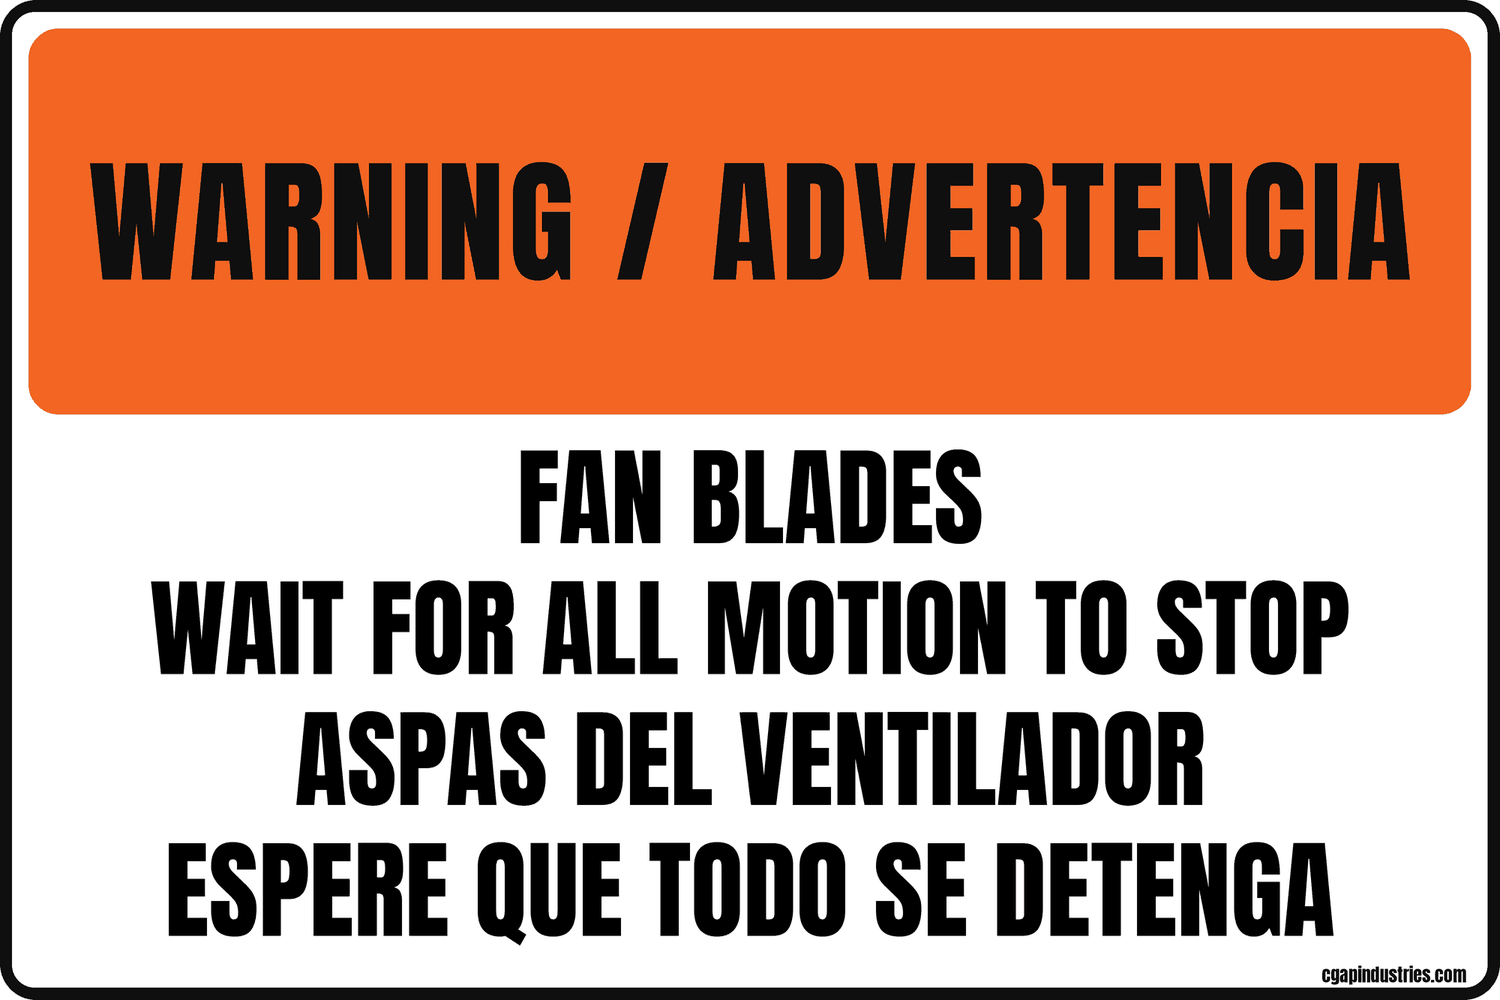 WARNING / ADVERTENCIA
FAN BLADES
WAIT FOR ALL MOTION TO STOP
ASPAS DEL VENTILADOR
ESPERE QUE TODO SE DETENGA
cgapindustries.com